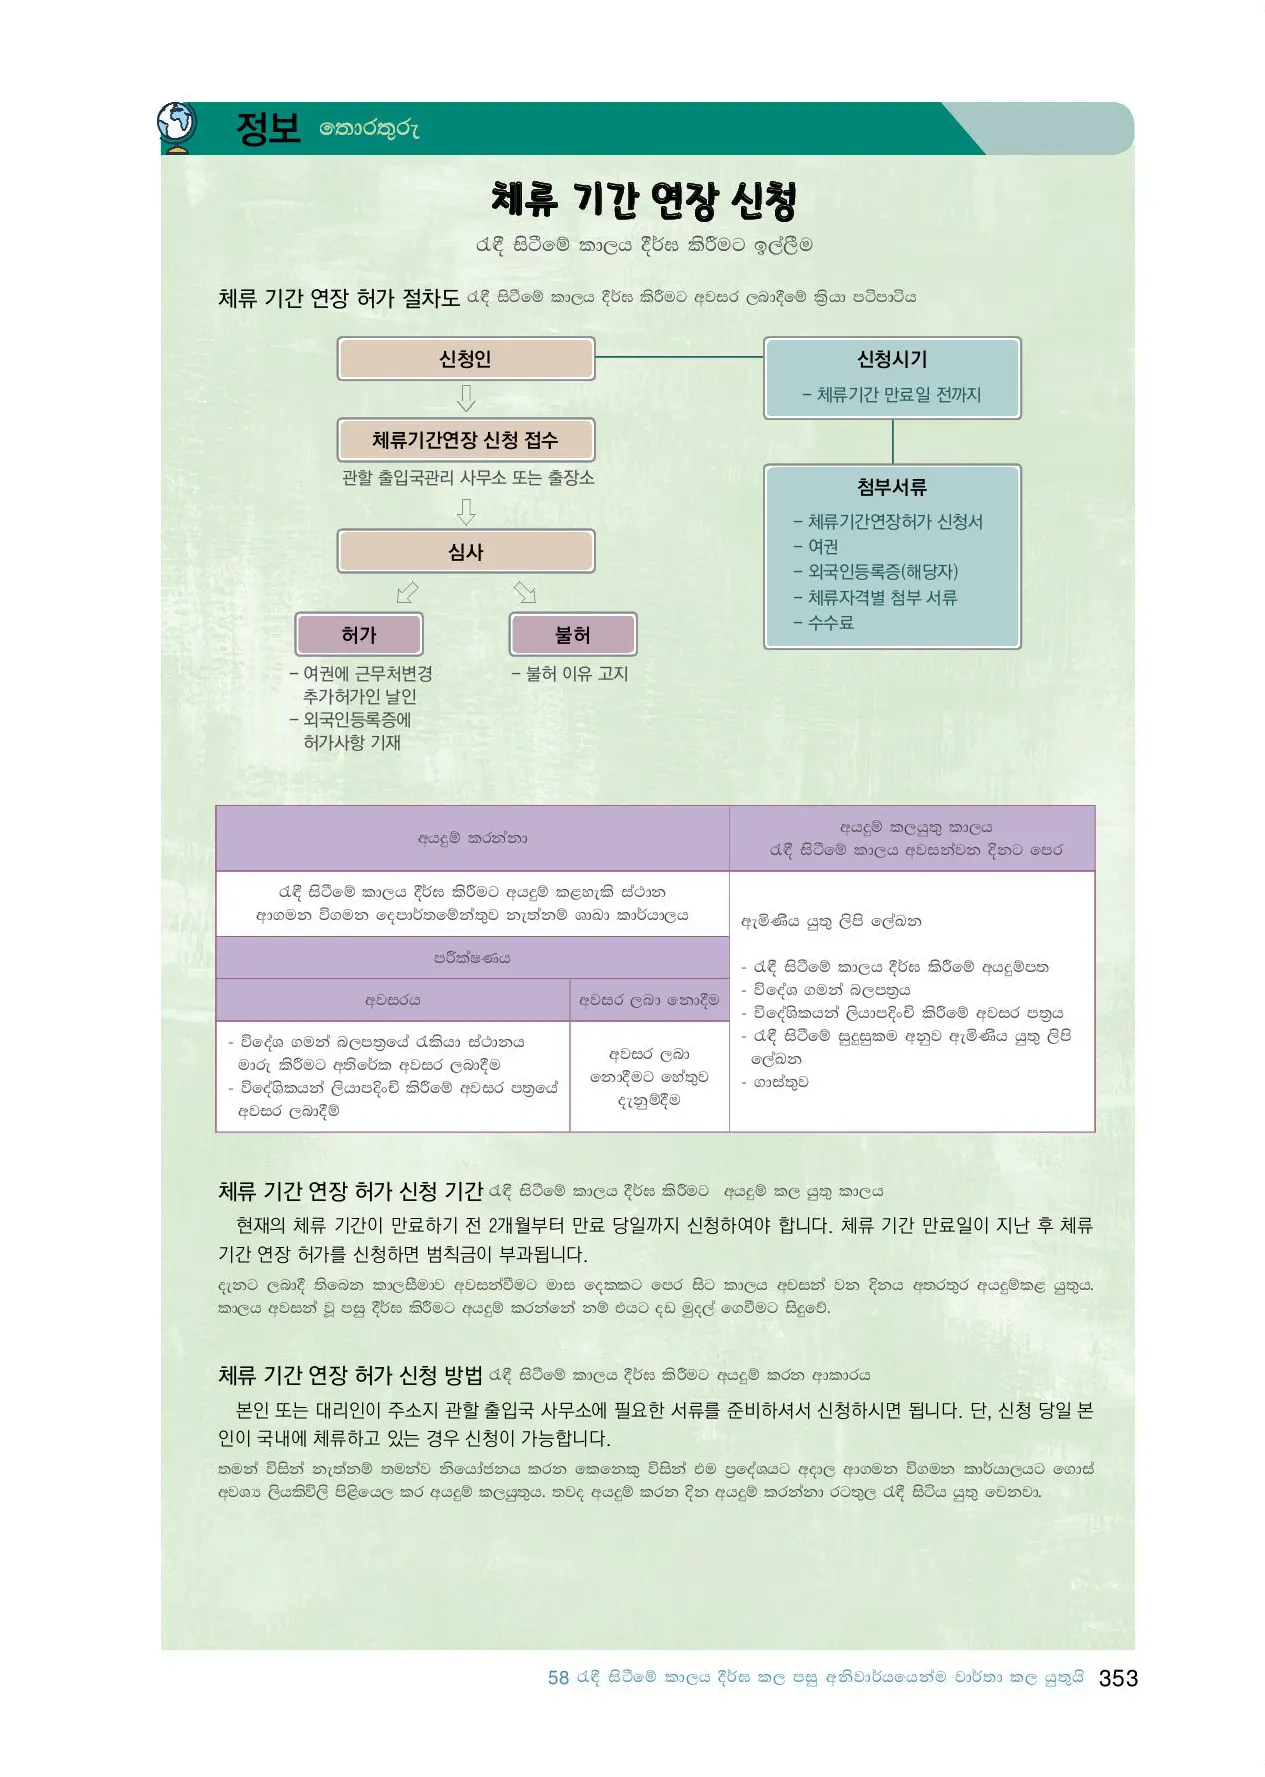 정보 තොරතුරු
체류 기간 연장 신청
රැඳී සිටීමේ කාලය දීර්ඝ කිරීමට ඉල්ලීම
체류 기간 연장 허가 절차도 රැඳී සිටීමේ කාලය දීර්ඝ කිරීමට අවසර ලබාදීමේ ක්‍රියා පටිපාටිය
신청인
체류기간연장 신청 접수
관할 출입국관리 사무소 또는 출장소
심사
허가
- 여권에 근무처변경
추가허가인 날인
- 외국인등록증에
허가사항 기재
불허
- 불허 이유 고지
신청시기
- 체류기간 만료일 전까지
첨부서류
- 체류기간연장허가 신청서
- 여권
- 외국인등록증(해당자)
- 체류자격별 첨부 서류
- 수수료
අයදුම් කරන්නා
අයදුම් කලයුතු කාලය
රැඳී සිටීමේ කාලය අවසන්වන දිනට පෙර
රැඳී සිටීමේ කාලය දීර්ඝ කිරීමට අයදුම් කළහැකි ස්ථාන
ආගමන විගමන දෙපාර්තමේන්තුව නැත්නම් ශාඛා කාර්යාලය
පරීක්ෂණය
අවසරය
අවසර ලබා නොදීම
- විදේශ ගමන් බලපත්‍රයේ රැකියා ස්ථානය
මාරු කිරීමට අතිරේක අවසර ලබාදීම
- විදේශිකයන් ලියාපදිංචි කිරීමේ අවසර පත්‍රයේ
අවසර ලබාදීම්
අවසර ලබා
නොදීමට හේතුව
දැනුම්දීම
ඇමිණිය යුතු ලිපි ලේඛන
- රැඳී සිටීමේ කාලය දීර්ඝ කිරීමේ අයදුම්පත
- විදේශ ගමන් බලපත්‍රය
- විදේශිකයන් ලියාපදිංචි කිරීමේ අවසර පත්‍රය
- රැඳී සිටීමේ සුදුසුකම අනුව ඇමිණිය යුතු ලිපි
ලේඛන
- ගාස්තුව
체류 기간 연장 허가 신청 기간 රැඳී සිටීමේ කාලය දීර්ඝ කිරීමට අයදුම් කල යුතු කාලය
현재의 체류 기간이 만료하기 전 2개월부터 만료 당일까지 신청하여야 합니다. 체류 기간 만료일이 지난 후 체류
기간 연장 허가를 신청하면 범칙금이 부과됩니다.
දැනට ලබාදී තිබෙන කාලසීමාව අවසන්වීමට මාස දෙකකට පෙර සිට කාලය අවසන් වන දිනය අතරතුර අයදුම්කළ යුතුය.
කාලය අවසන් වූ පසු දීර්ඝ කිරීමට අයදුම් කරන්නේ නම් එයට දඩ මුදල් ගෙවීමට සිදුවේ.
체류 기간 연장 허가 신청 방법 රැඳී සිටීමේ කාලය දීර්ඝ කිරීමට අයදුම් කරන ආකාරය
본인 또는 대리인이 주소지 관할 출입국 사무소에 필요한 서류를 준비하셔서 신청하시면 됩니다. 단, 신청 당일 본
인이 국내에 체류하고 있는 경우 신청이 가능합니다.
තමන් විසින් නැත්නම් තමන්ව නියෝජනය කරන කෙනෙකු විසින් එම ප්‍රදේශයට අදාල ආගමන විගමන කාර්යාලයට ගොස්
අවශ්‍ය ලියකිවිලි පිළියෙල කර අයදුම් කලයුතුය. තවද අයදුම් කරන දින අයදුම් කරන්නා රටතුල රැඳී සිටිය යුතු වෙනවා.
58 රැඳී සිටීමේ කාලය දීර්ඝ කල පසු අනිවාර්යයෙන්ම වාර්තා කල යුතුයි 353